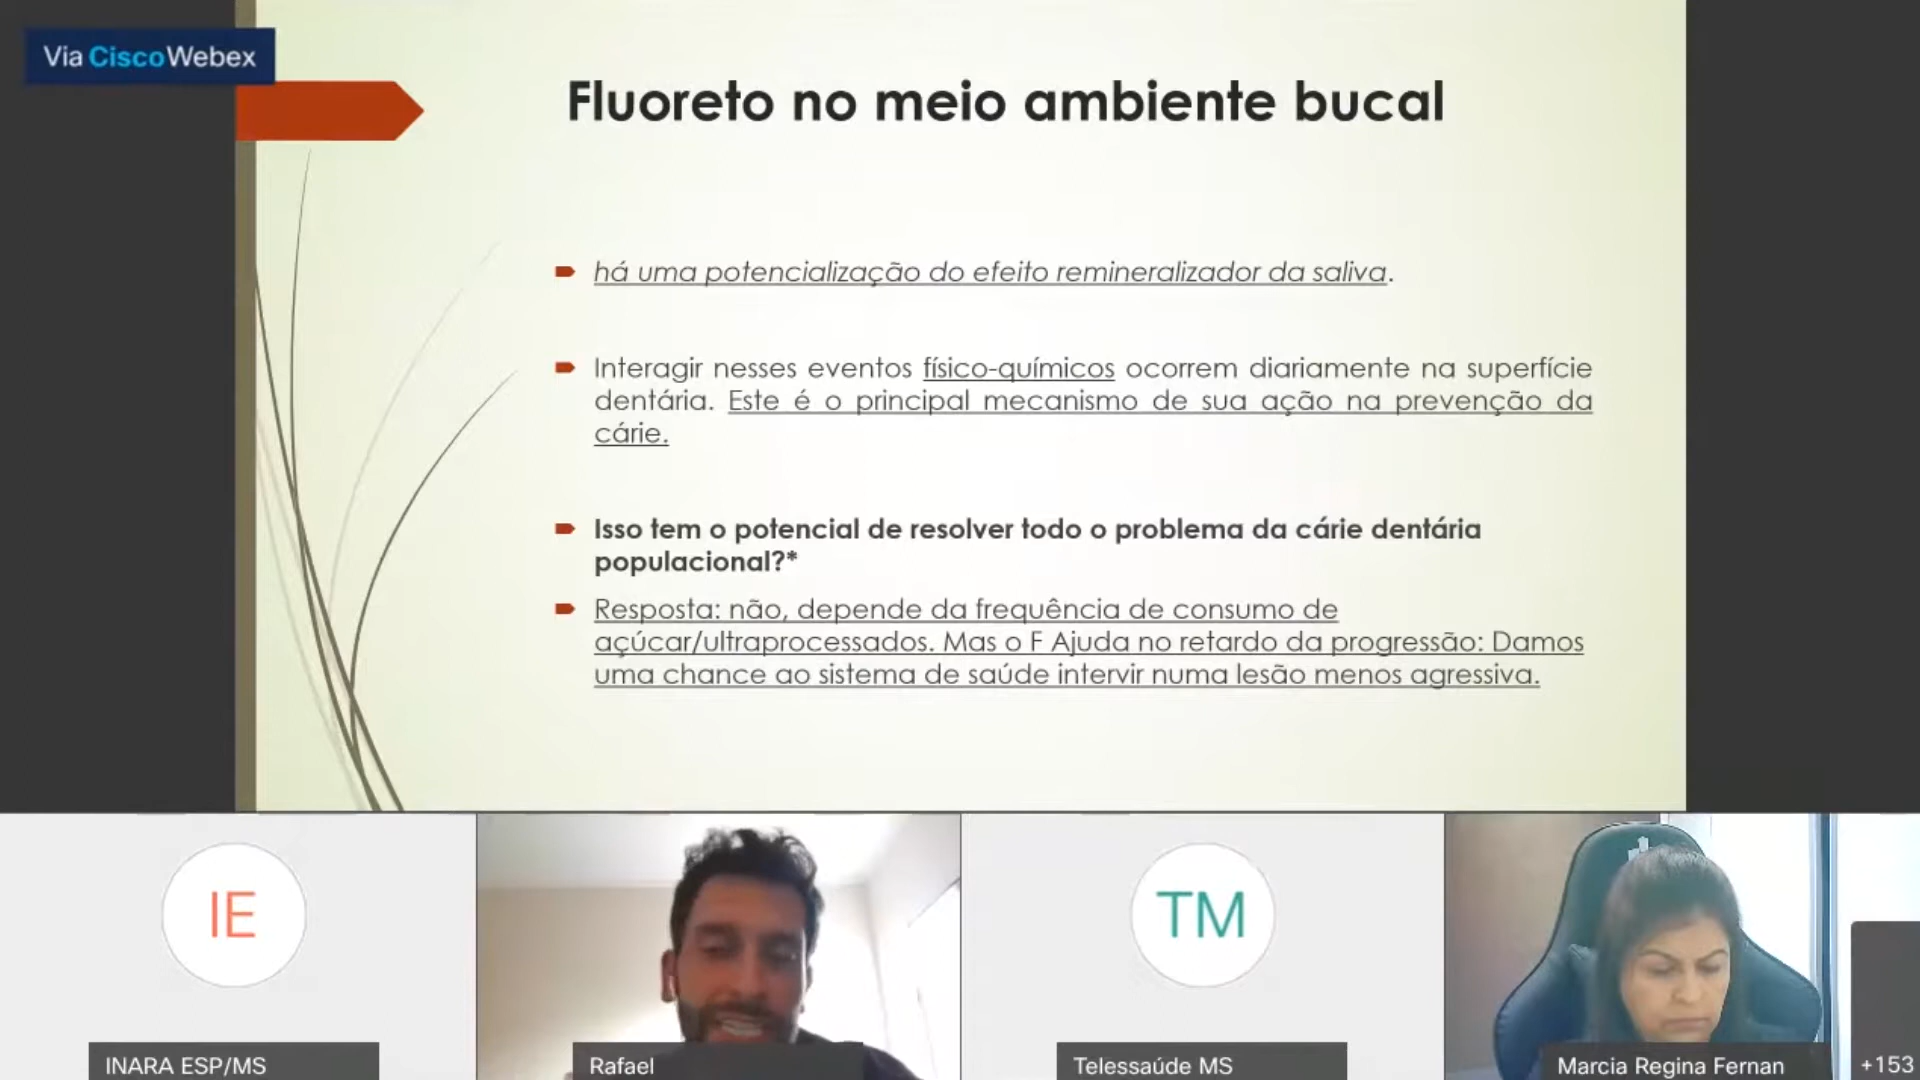 Via CiscoWebex
Fluoreto no meio ambiente bucal
há uma potencialização do efeito remineralizador da saliva.
Interagir nesses eventos físico-químicos ocorrem diariamente na superfície
dentária. Este é o principal mecanismo de sua ação na prevenção da
cárie.
Isso tem o potencial de resolver todo o problema da cárie dentária
populacional?*
Resposta: não, depende da frequência de consumo de
açúcar/ultraprocessados. Mas o F Ajuda no retardo da progressão: Damos
uma chance ao sistema de saúde intervir numa lesão menos agressiva.
IE
TM
INARA ESP/MS
Rafael
Telessaúde MS
Marcia Regina Fernan
+153